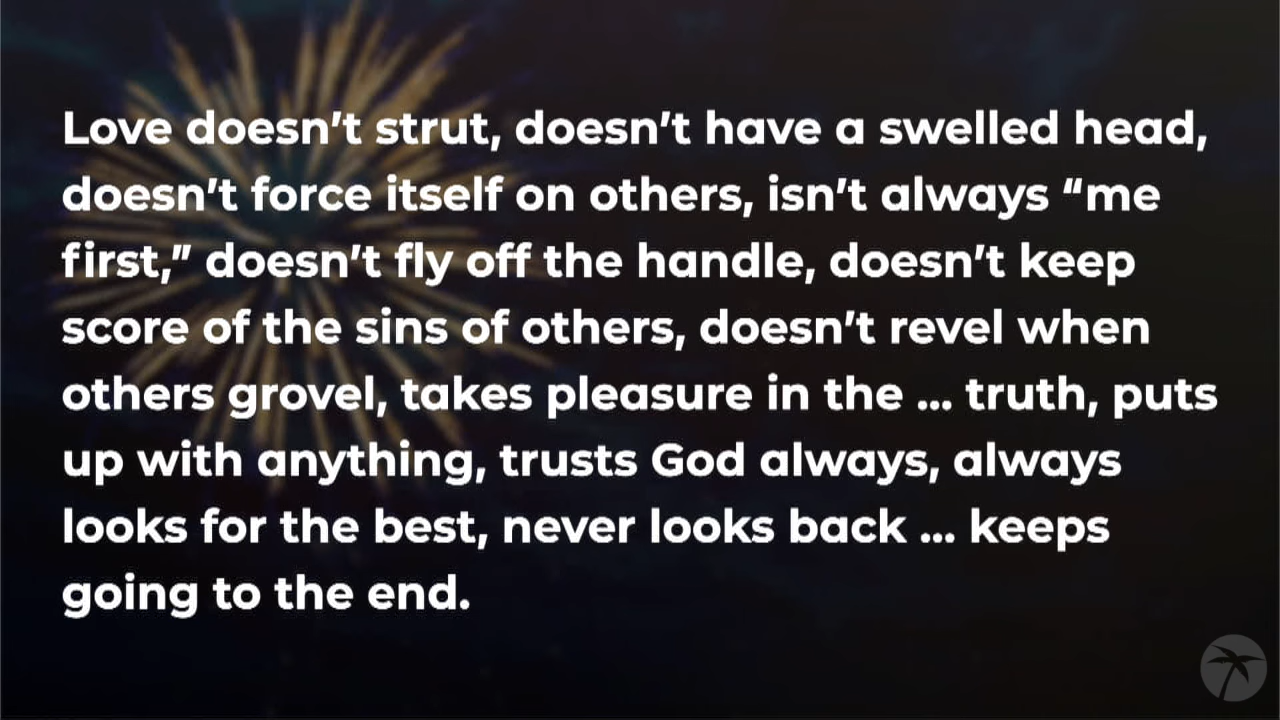 Love doesn’t strut, doesn’t have a swelled head,
doesn’t force itself on others, isn’t always “me
first,” doesn’t fly off the handle, doesn’t keep
score of the sins of others, doesn’t revel when
others grovel, takes pleasure in the ... truth, puts
up with anything, trusts God always, always
looks for the best, never looks back ... keeps
going to the end.